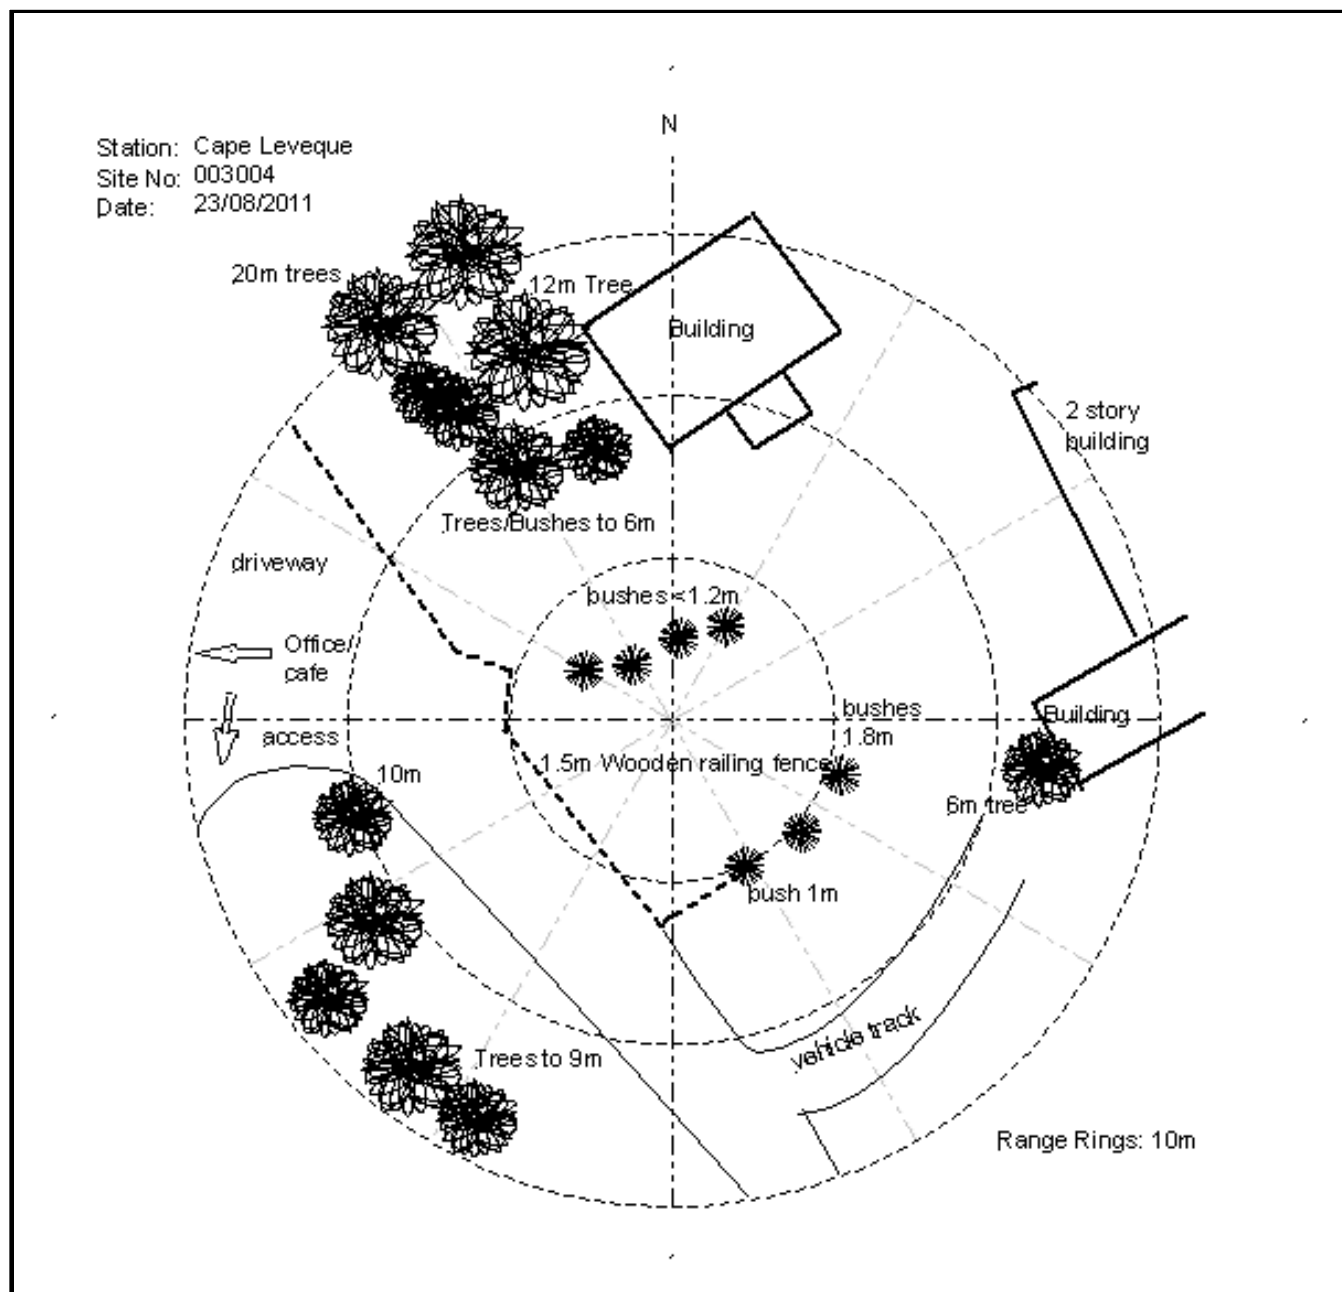 N
Station: Cape Leveque
Site No: 003004
Date: 23/08/2011
20m trees
12m Tree
Building
2 story
building
Trees/Bushes to 6m
driveway
bushes <1.2m
Office/
cafe
bushes
1.8m
Building
access
1.5m Wooden railing fence
10m
6m tree
bush 1m
vehicle track
Trees to 9m
Range Rings: 10m